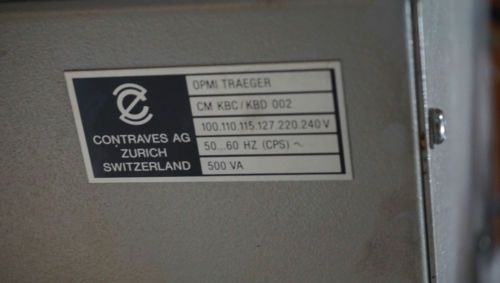 OPMI TRAEGER
CM KBC/KBD 002
100.110.115.127.220.240 V
50...60 HZ (CPS) ~
500 VA
CONTRAVES AG
ZURICH
SWITZERLAND